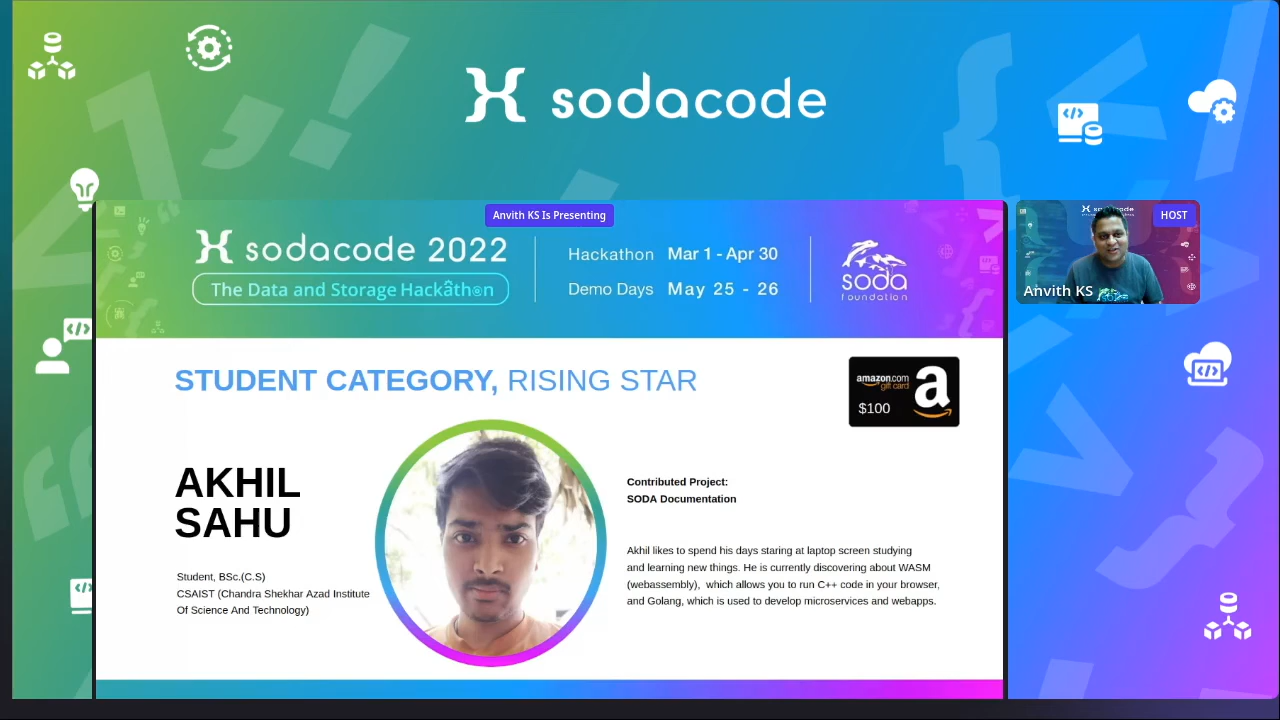 sodacode
Anvith KS Is Presenting
HOST
Anvith KS
sodacode 2022
The Data and Storage Hackathon
Hackathon Mar 1 - Apr 30
Demo Days May 25 - 26
soda
foundation
STUDENT CATEGORY, RISING STAR
amazon.com
gift card
$100
a
AKHIL
SAHU
Student, BSc.(C.S)
CSAIST (Chandra Shekhar Azad Institute
Of Science And Technology)
Contributed Project:
SODA Documentation
Akhil likes to spend his days staring at laptop screen studying
and learning new things. He is currently discovering about WASM
(webassembly), which allows you to run C++ code in your browser,
and Golang, which is used to develop microservices and webapps.